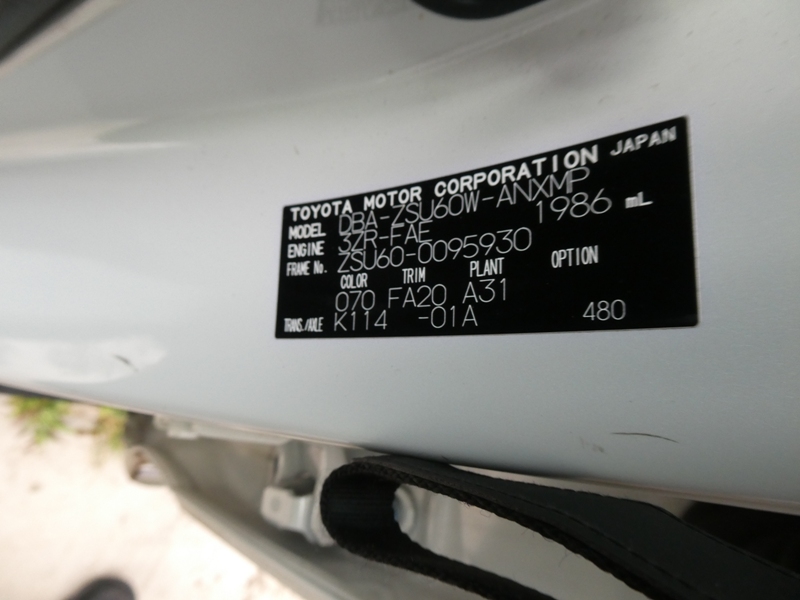 TOYOTA MOTOR CORPORATION JAPAN
MODEL DBA-ZSU60W-ANXMP
ENGINE 3ZR-FAE 1986 mL
FRAME No. ZSU60-0095930
COLOR TRIM PLANT OPTION
070 FA20 A31
TRANS./AXLE K114 -01A 480